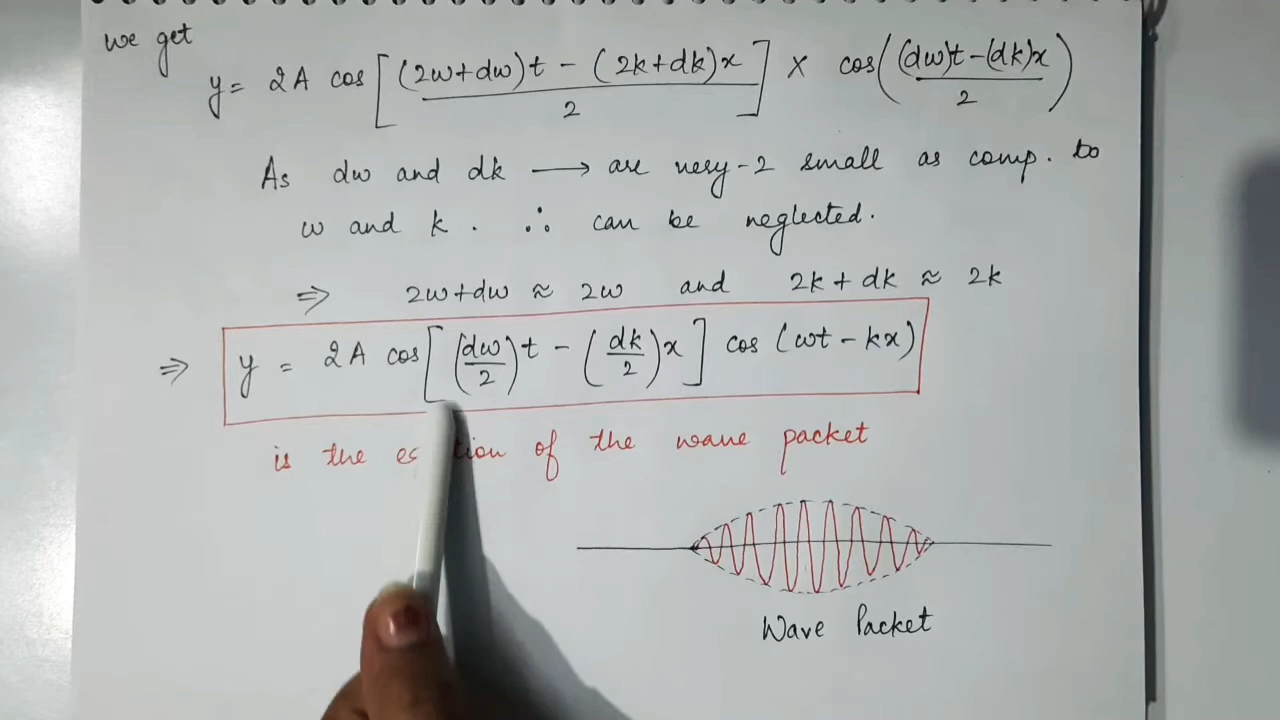 we get
y = 2A cos[((2ω+dω)t - (2k+dk)x)/2] × cos(((dω)t-(dk)x)/2)
As dω and dk ⟶ are very-2 small as comp. to
ω and k. ∴ can be neglected.
⇒ 2ω+dω ≈ 2ω and 2k+dk ≈ 2k
⇒ y = 2A cos[(dω/2)t - (dk/2)x] cos(ωt - kx)
is the of the wave packet
Wave Packet